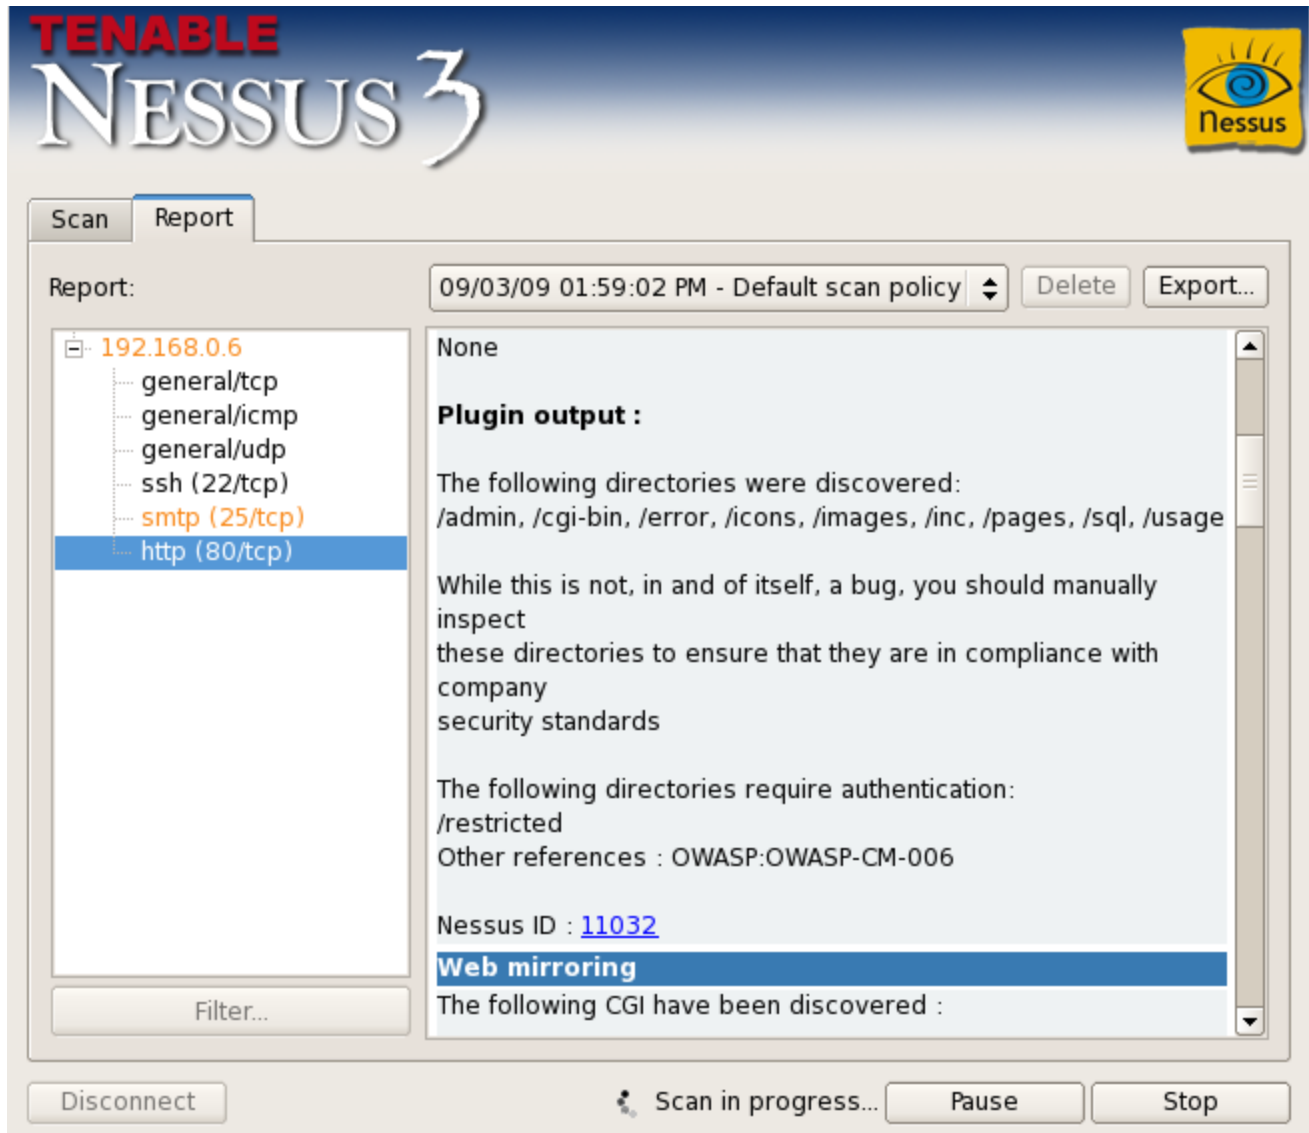 TENABLE
NESSUS 3
nessus
Scan
Report
Report:
09/03/09 01:59:02 PM - Default scan policy
Delete
Export...
192.168.0.6
general/tcp
general/icmp
general/udp
ssh (22/tcp)
smtp (25/tcp)
http (80/tcp)
Filter...
None
Plugin output :
The following directories were discovered:
/admin, /cgi-bin, /error, /icons, /images, /inc, /pages, /sql, /usage
While this is not, in and of itself, a bug, you should manually
inspect
these directories to ensure that they are in compliance with
company
security standards
The following directories require authentication:
/restricted
Other references : OWASP:OWASP-CM-006
Nessus ID : 11032
Web mirroring
The following CGI have been discovered :
Disconnect
Scan in progress...
Pause
Stop